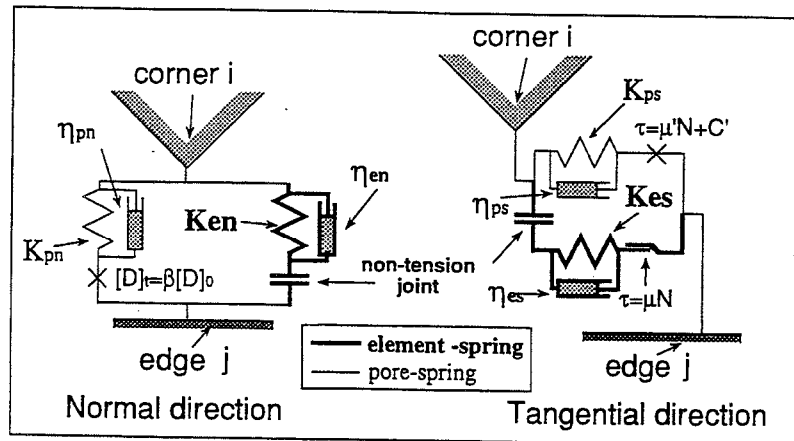 corner i
ηpn
Kpn
[D]t=β[D]0
Ken
ηen
non-tension
joint
edge j
Normal direction
element -spring
pore-spring
corner i
Kps
τ=μ'N+C'
ηps
Kes
ηes
τ=μN
edge j
Tangential direction